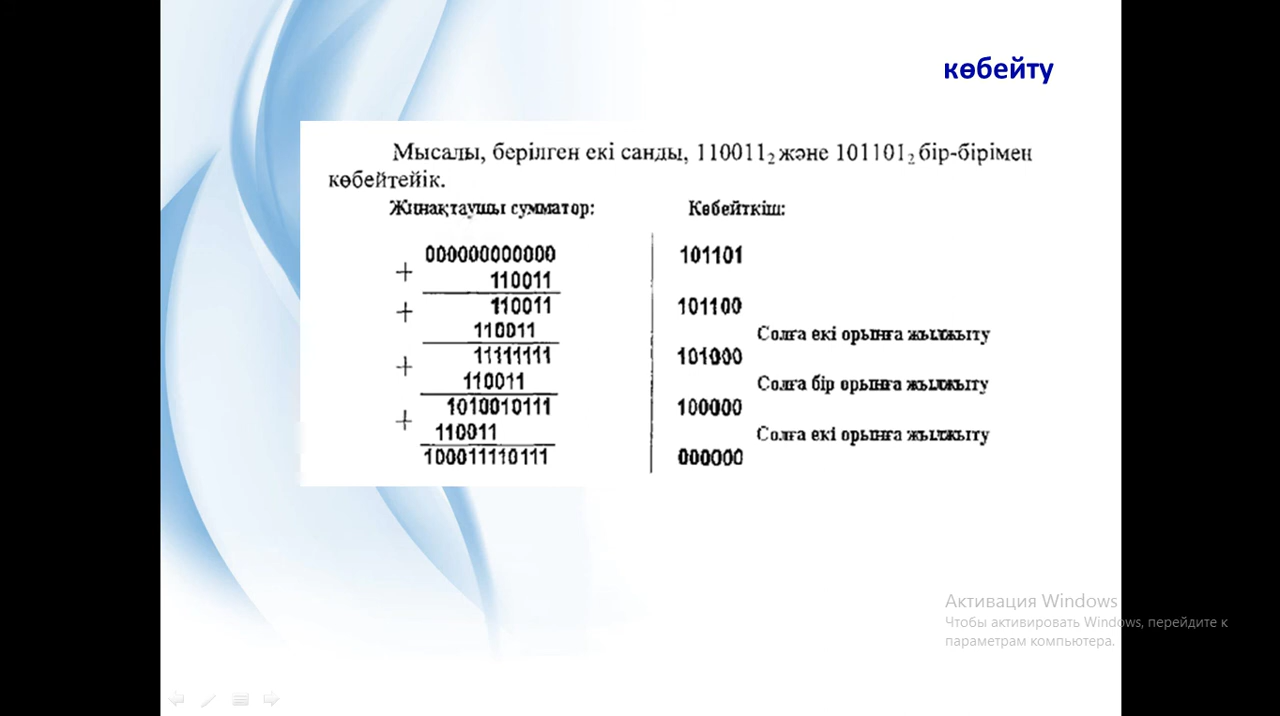 көбейту
Мысалы, берілген екі санды, 110011₂ және 101101₂ бір-бірімен
көбейтейік.
Жинақтаушы сумматор: Көбейткіш:
000000000000 101101
+
110011
110011 101100
+
110011 Солға екі орынға жылжыту
11111111 101000
+
110011 Солға бір орынға жылжыту
1010010111 100000
+
110011 Солға екі орынға жылжыту
100011110111 000000
Активация Windows
Чтобы активировать Windows, перейдите к
параметрам компьютера.